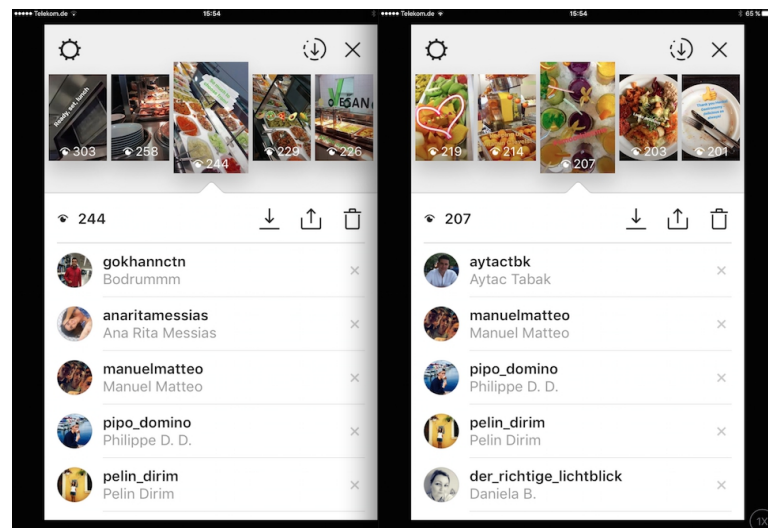 Telekom.de
15:54
Ready, set, lunch
VEGAN
303
258
244
229
226
244
gokhannctn
Bodrummm
anaritamessias
Ana Rita Messias
manuelmatteo
Manuel Matteo
pipo_domino
Philippe D. D.
pelin_dirim
Pelin Dirim
Telekom.de
15:54
65 %
219
214
207
203
201
207
aytactbk
Aytac Tabak
manuelmatteo
Manuel Matteo
pipo_domino
Philippe D. D.
pelin_dirim
Pelin Dirim
der_richtige_lichtblick
Daniela B.
1X